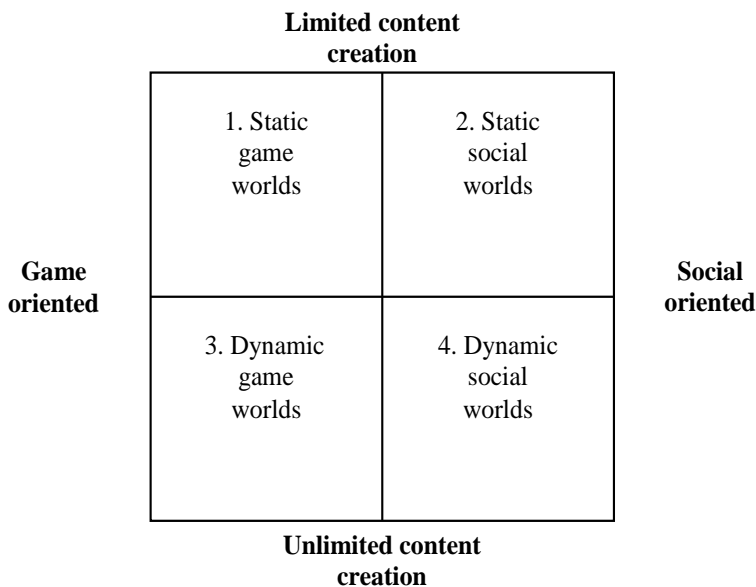 Limited content
creation
1. Static
game
worlds
2. Static
social
worlds
Game
oriented
Social
oriented
3. Dynamic
game
worlds
4. Dynamic
social
worlds
Unlimited content
creation